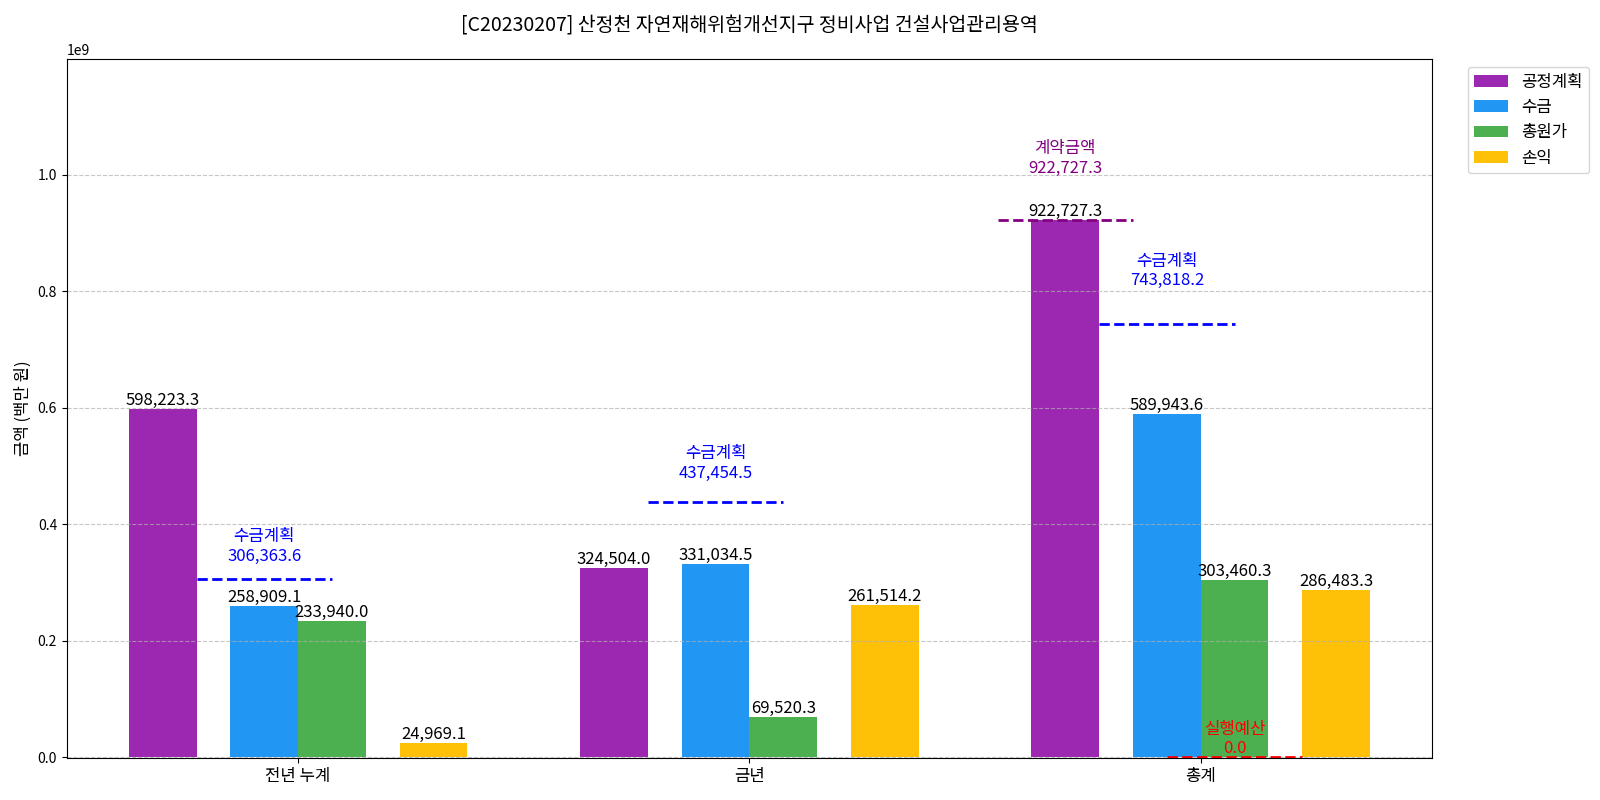 [C20230207] 산정천 자연재해위험개선지구 정비사업 건설사업관리용역
1e9
공정계획
수금
총원가
손익
계약금액
922,727.3
1.0
922,727.3
수금계획
743,818.2
0.8
598,223.3
589,943.6
0.6
금액 (백만 원)
수금계획
437,454.5
수금계획
306,363.6
0.4
324,504.0
331,034.5
303,460.3
286,483.3
258,909.1
233,940.0
261,514.2
0.2
69,520.3
24,969.1
실행예산
0.0
0.0
전년 누계
금년
총계